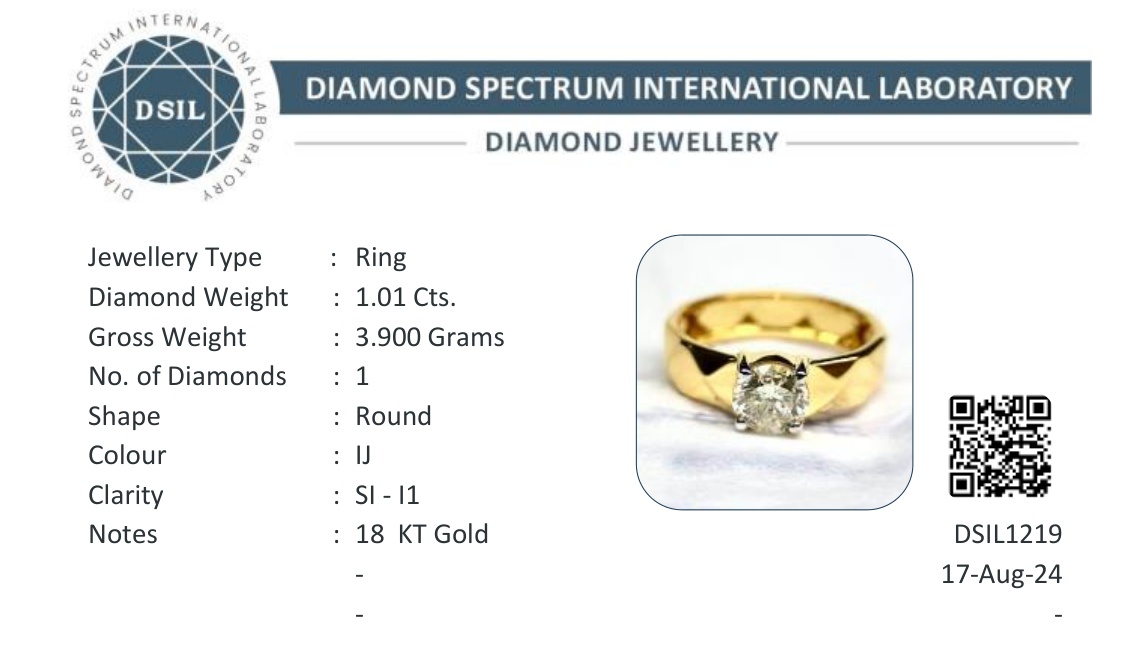 DIAMOND SPECTRUM INTERNATIONAL LABORATORY
DSIL
DIAMOND SPECTRUM INTERNATIONAL LABORATORY
DIAMOND JEWELLERY
Jewellery Type : Ring
Diamond Weight : 1.01 Cts.
Gross Weight : 3.900 Grams
No. of Diamonds : 1
Shape : Round
Colour : IJ
Clarity : SI - I1
Notes : 18 KT Gold
-
-
DSIL1219
17-Aug-24
-